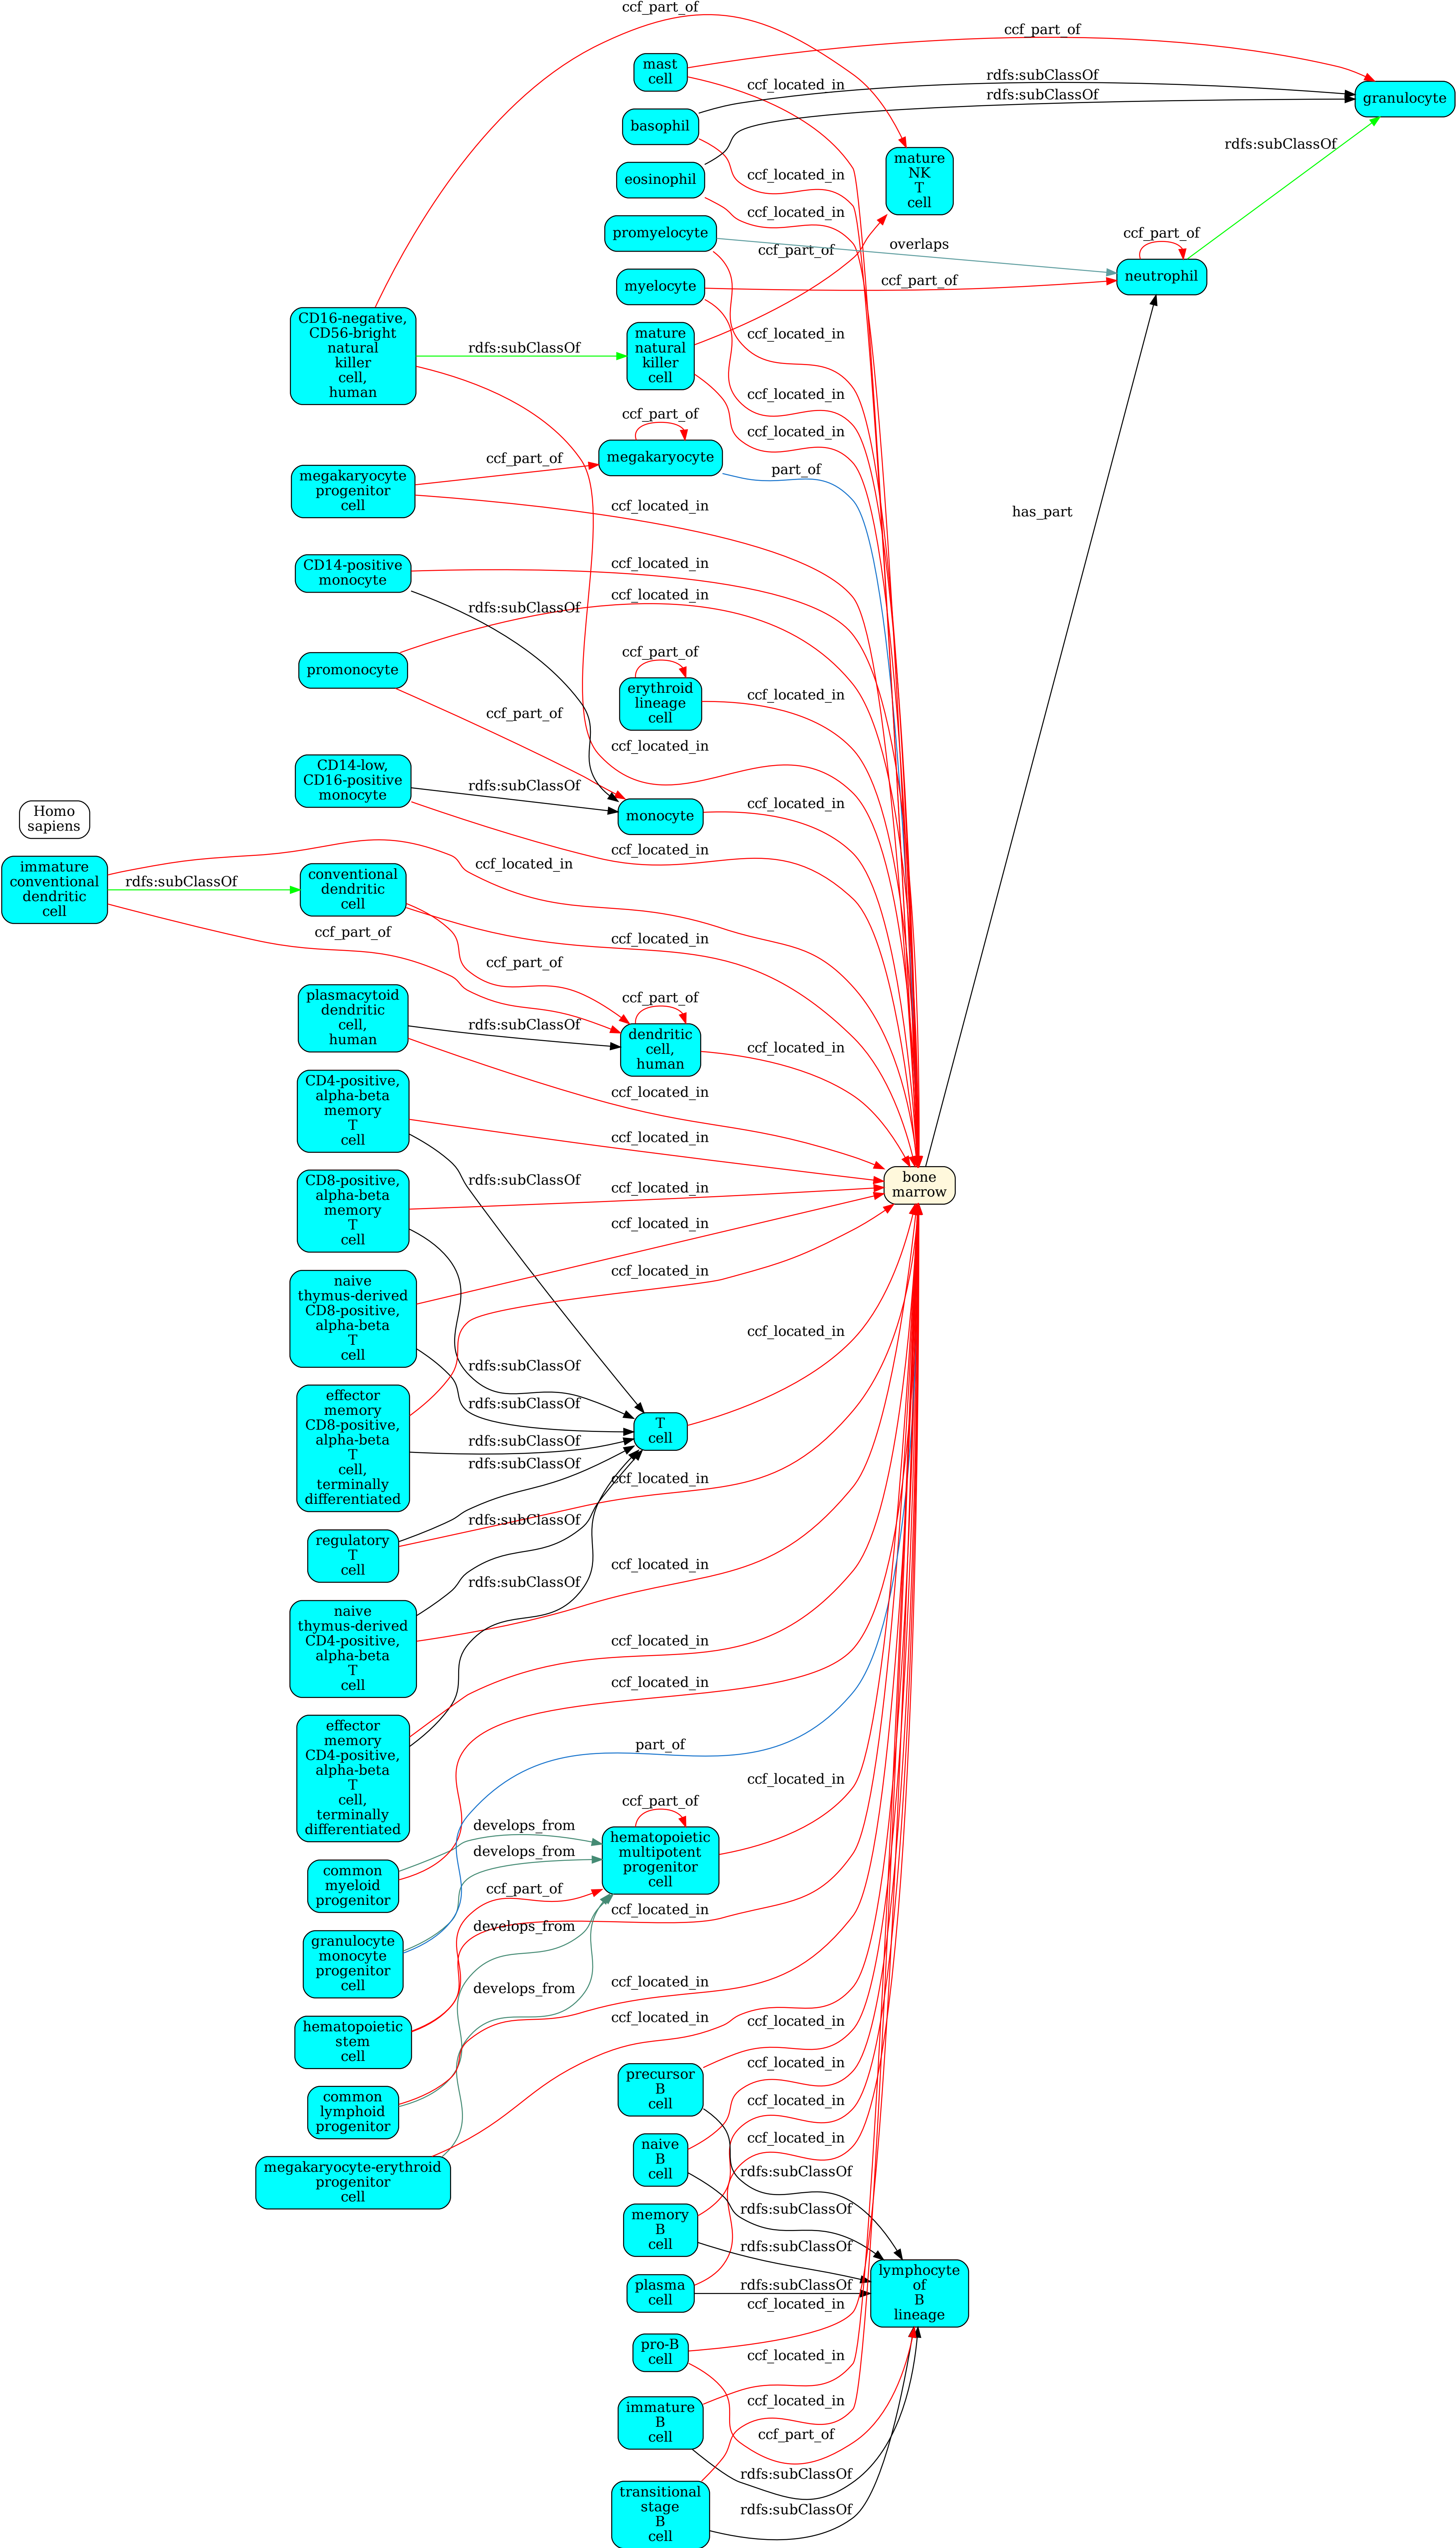 ccf_part_of
ccf_part_of
mast
cell
ccf_located_in
rdfs:subClassOf
rdfs:subClassOf
granulocyte
basophil
rdfs:subClassOf
mature
NK
T
cell
eosinophil
ccf_located_in
ccf_located_in
promyelocyte
overlaps
ccf_part_of
ccf_part_of
neutrophil
myelocyte
ccf_part_of
CD16-negative,
CD56-bright
natural
killer
cell,
human
rdfs:subClassOf
mature
natural
killer
cell
ccf_located_in
ccf_located_in
ccf_located_in
ccf_part_of
megakaryocyte
part_of
megakaryocyte
progenitor
cell
ccf_part_of
ccf_located_in
has_part
CD14-positive
monocyte
ccf_located_in
rdfs:subClassOf
ccf_located_in
promonocyte
ccf_part_of
ccf_part_of
erythroid
lineage
cell
ccf_located_in
ccf_located_in
CD14-low,
CD16-positive
monocyte
rdfs:subClassOf
monocyte
ccf_located_in
ccf_located_in
Homo
sapiens
immature
conventional
dendritic
cell
rdfs:subClassOf
ccf_part_of
conventional
dendritic
cell
ccf_located_in
ccf_located_in
ccf_part_of
plasmacytoid
dendritic
cell,
human
rdfs:subClassOf
ccf_part_of
dendritic
cell,
human
ccf_located_in
ccf_located_in
CD4-positive,
alpha-beta
memory
T
cell
ccf_located_in
rdfs:subClassOf
CD8-positive,
alpha-beta
memory
T
cell
ccf_located_in
bone
marrow
ccf_located_in
naive
thymus-derived
CD8-positive,
alpha-beta
T
cell
ccf_located_in
rdfs:subClassOf
rdfs:subClassOf
ccf_located_in
effector
memory
CD8-positive,
alpha-beta
T
cell,
terminally
differentiated
rdfs:subClassOf
T
cell
rdfs:subClassOf
ccf_located_in
regulatory
T
cell
rdfs:subClassOf
ccf_located_in
rdfs:subClassOf
naive
thymus-derived
CD4-positive,
alpha-beta
T
cell
ccf_located_in
ccf_located_in
effector
memory
CD4-positive,
alpha-beta
T
cell,
terminally
differentiated
part_of
ccf_located_in
ccf_part_of
develops_from
develops_from
hematopoietic
multipotent
progenitor
cell
common
myeloid
progenitor
ccf_part_of
ccf_located_in
develops_from
granulocyte
monocyte
progenitor
cell
develops_from
ccf_located_in
hematopoietic
stem
cell
ccf_located_in
ccf_located_in
common
lymphoid
progenitor
precursor
B
cell
ccf_located_in
ccf_located_in
megakaryocyte-erythroid
progenitor
cell
naive
B
cell
ccf_located_in
rdfs:subClassOf
memory
B
cell
rdfs:subClassOf
rdfs:subClassOf
plasma
cell
rdfs:subClassOf
lymphocyte
of
B
lineage
ccf_located_in
pro-B
cell
ccf_located_in
immature
B
cell
ccf_located_in
ccf_part_of
rdfs:subClassOf
transitional
stage
B
cell
rdfs:subClassOf